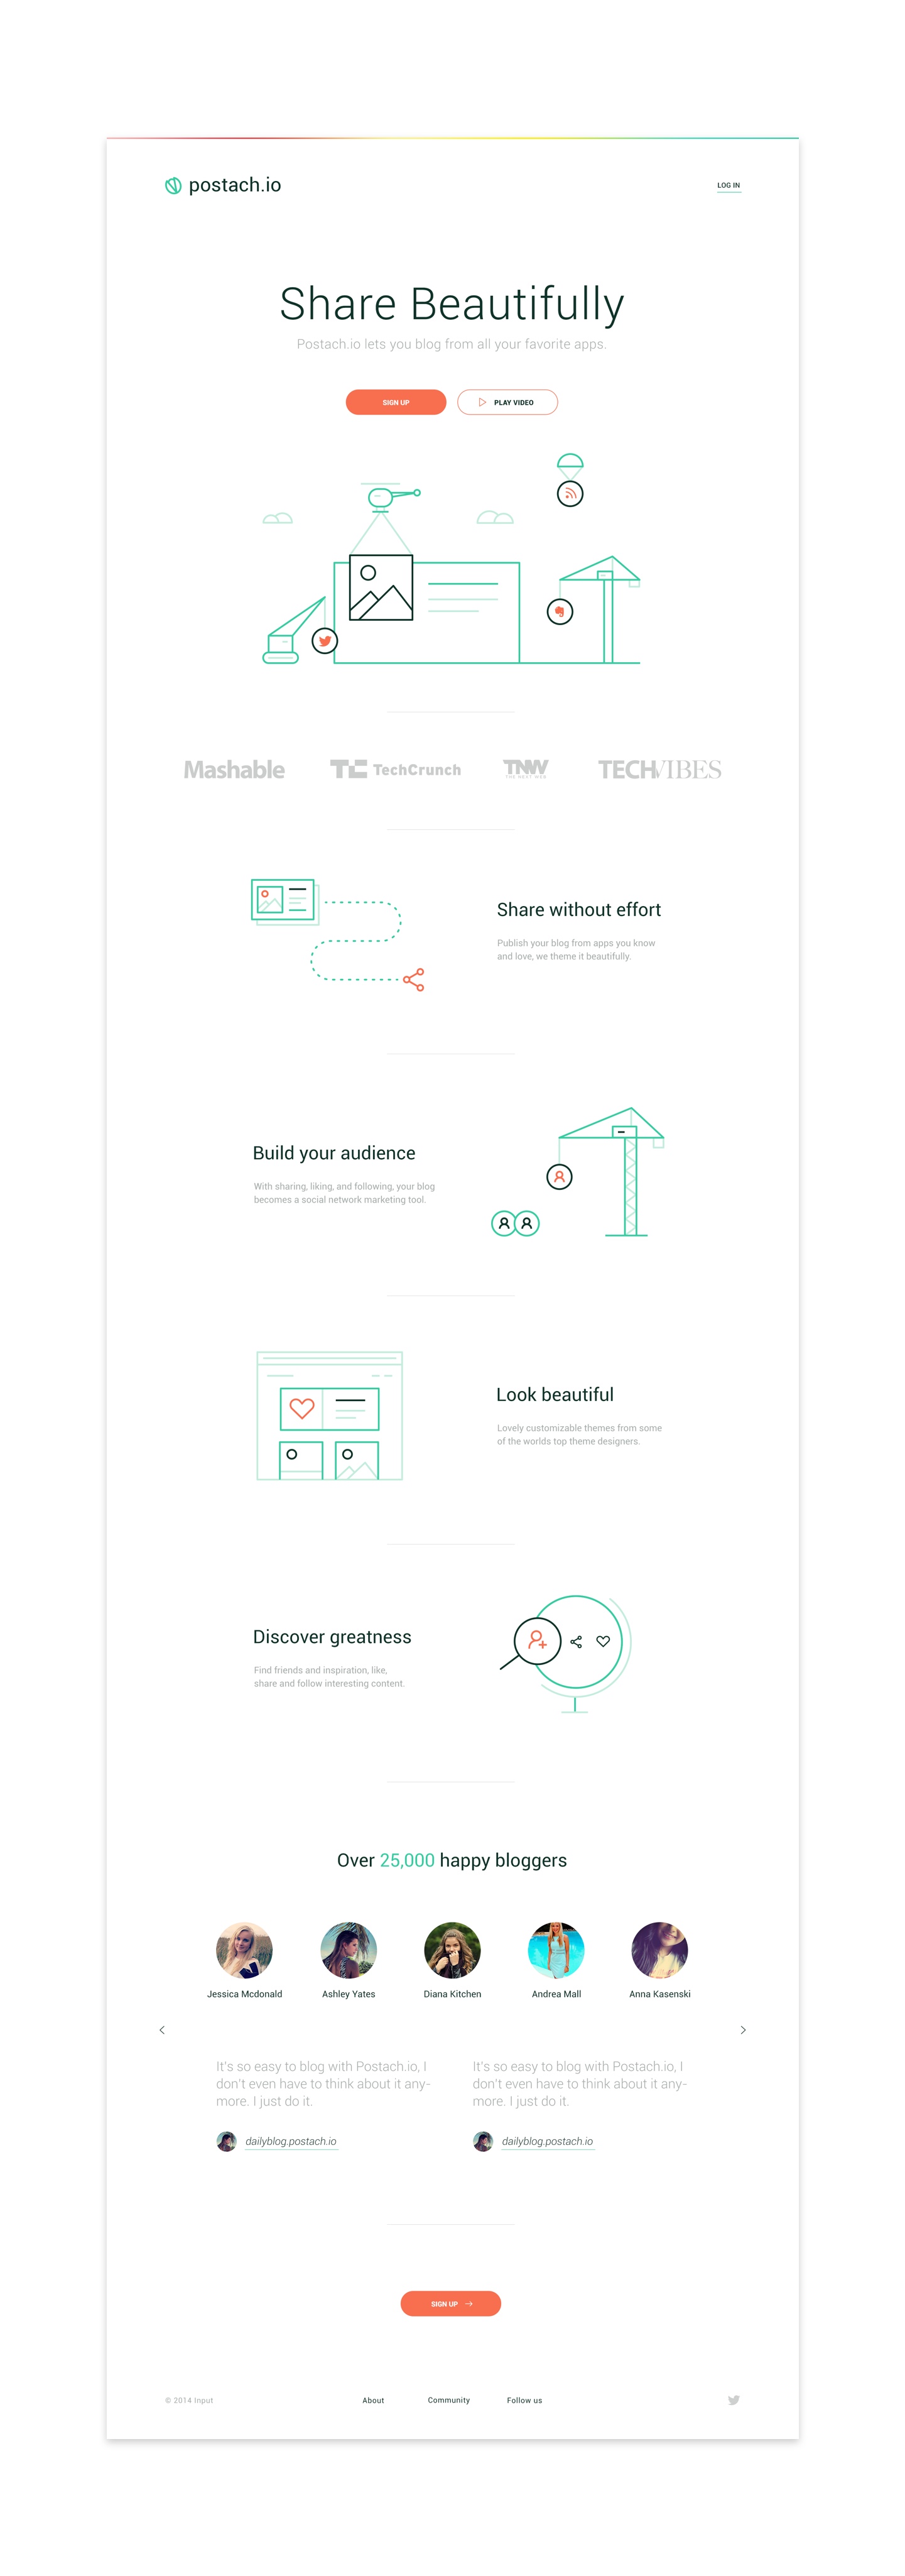 postach.io
LOG IN
Share Beautifully
Postach.io lets you blog from all your favorite apps.
SIGN UP
PLAY VIDEO
Mashable
TC TechCrunch
TNW
THE NEXT WEB
TECHVIBES
Share without effort
Publish your blog from apps you know
and love, we theme it beautifully.
Build your audience
With sharing, liking, and following, your blog
becomes a social network marketing tool.
Look beautiful
Lovely customizable themes from some
of the worlds top theme designers.
Discover greatness
Find friends and inspiration, like,
share and follow interesting content.
Over 25,000 happy bloggers
Jessica Mcdonald
Ashley Yates
Diana Kitchen
Andrea Mall
Anna Kasenski
It's so easy to blog with Postach.io, I
don't even have to think about it any-
more. I just do it.
dailyblog.postach.io
It's so easy to blog with Postach.io, I
don't even have to think about it any-
more. I just do it.
dailyblog.postach.io
SIGN UP
© 2014 Input
About
Community
Follow us